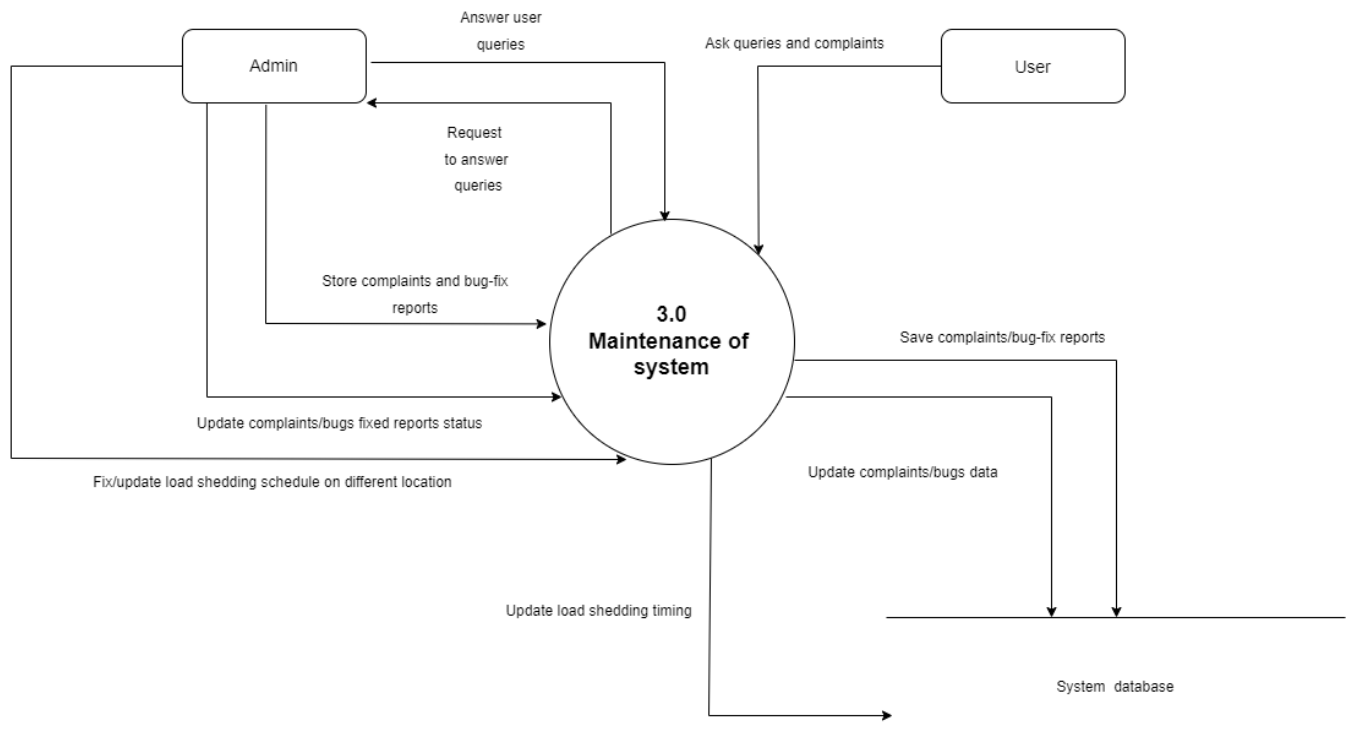 Answer user
queries
Ask queries and complaints
Admin
User
Request
to answer
queries
Store complaints and bug-fix
reports
3.0
Maintenance of
system
Save complaints/bug-fix reports
Update complaints/bugs fixed reports status
Update complaints/bugs data
Fix/update load shedding schedule on different location
Update load shedding timing
System database